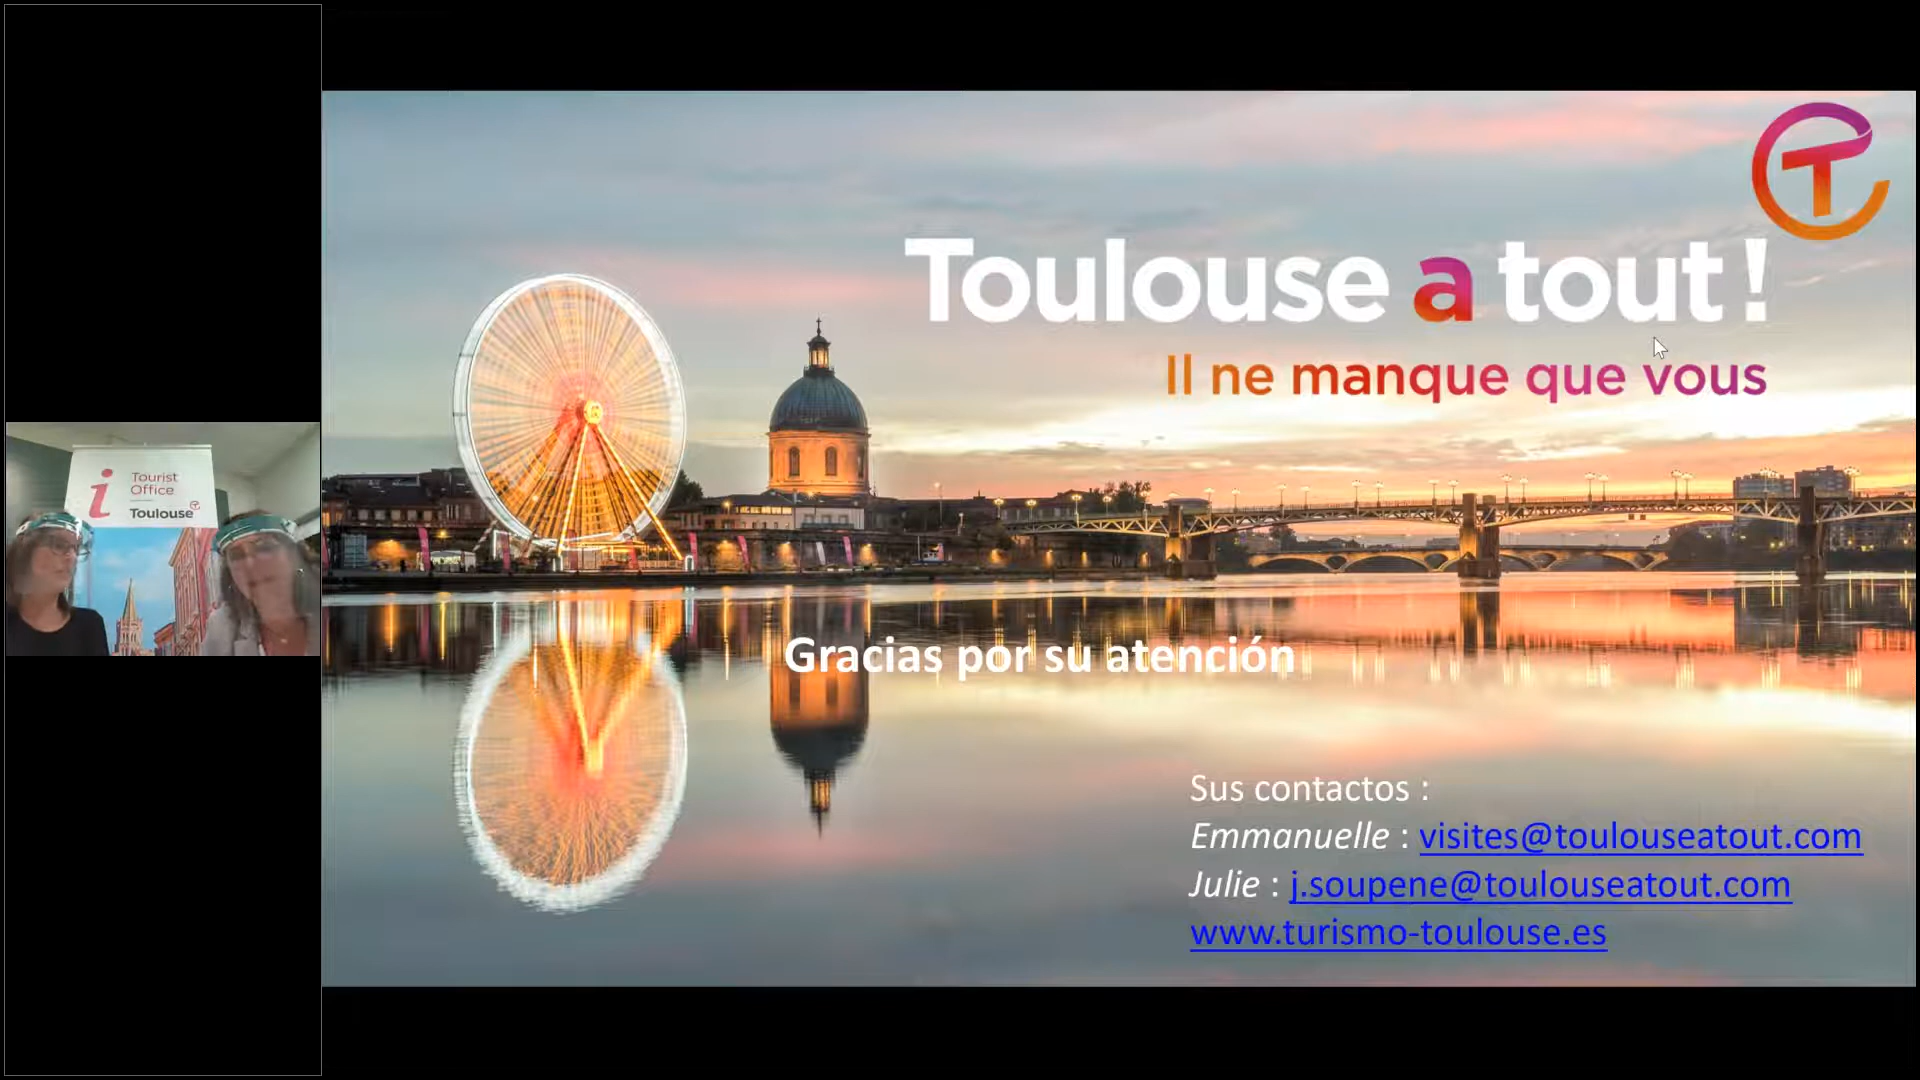 Tourist
Office
Toulouse
Toulouse a tout !
Il ne manque que vous
Gracias por su atención
Sus contactos :
Emmanuelle : visites@toulouseatout.com
Julie : j.soupene@toulouseatout.com
www.turismo-toulouse.es